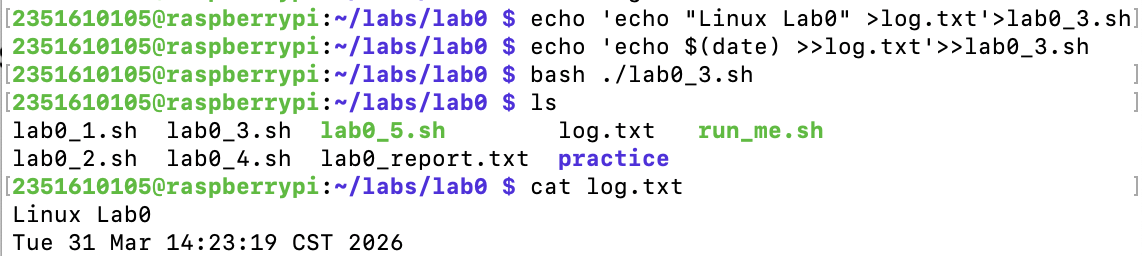 2351610105@raspberrypi:~/labs/lab0 $ echo 'echo "Linux Lab0" >log.txt'>lab0_3.sh
2351610105@raspberrypi:~/labs/lab0 $ echo 'echo $(date) >>log.txt'>>lab0_3.sh
[2351610105@raspberrypi:~/labs/lab0 $ bash ./lab0_3.sh ]
[2351610105@raspberrypi:~/labs/lab0 $ ls ]
lab0_1.sh  lab0_3.sh  lab0_5.sh        log.txt   run_me.sh
lab0_2.sh  lab0_4.sh  lab0_report.txt  practice
[2351610105@raspberrypi:~/labs/lab0 $ cat log.txt ]
Linux Lab0
Tue 31 Mar 14:23:19 CST 2026